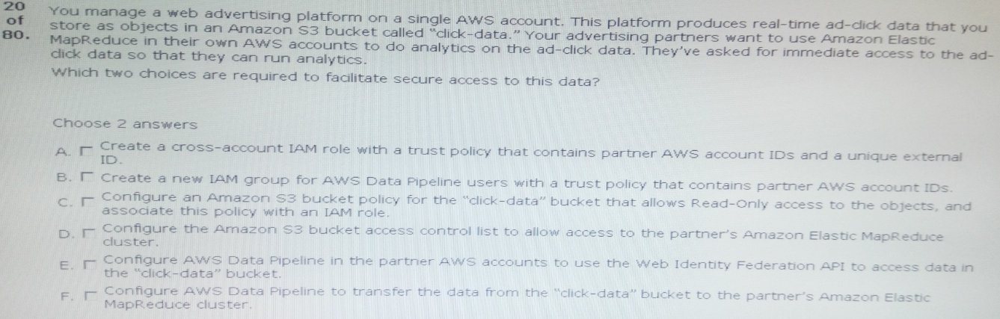 20
of
80.
You manage a web advertising platform on a single AWS account. This platform produces real-time ad-click data that you
store as objects in an Amazon S3 bucket called "click-data." Your advertising partners want to use Amazon Elastic
MapReduce in their own AWS accounts to do analytics on the ad-click data. They've asked for immediate access to the ad-
click data so that they can run analytics.
Which two choices are required to facilitate secure access to this data?
Choose 2 answers
A. Create a cross-account IAM role with a trust policy that contains partner AWS account IDs and a unique external
ID.
B. Create a new IAM group for AWS Data Pipeline users with a trust policy that contains partner AWS account IDs.
C. Configure an Amazon S3 bucket policy for the "click-data" bucket that allows Read-Only access to the objects, and
associate this policy with an IAM role.
D. Configure the Amazon S3 bucket access control list to allow access to the partner's Amazon Elastic MapReduce
cluster.
E. Configure AWS Data Pipeline in the partner AWS accounts to use the Web Identity Federation API to access data in
the "click-data" bucket.
F. Configure AWS Data Pipeline to transfer the data from the "click-data" bucket to the partner's Amazon Elastic
MapReduce cluster.